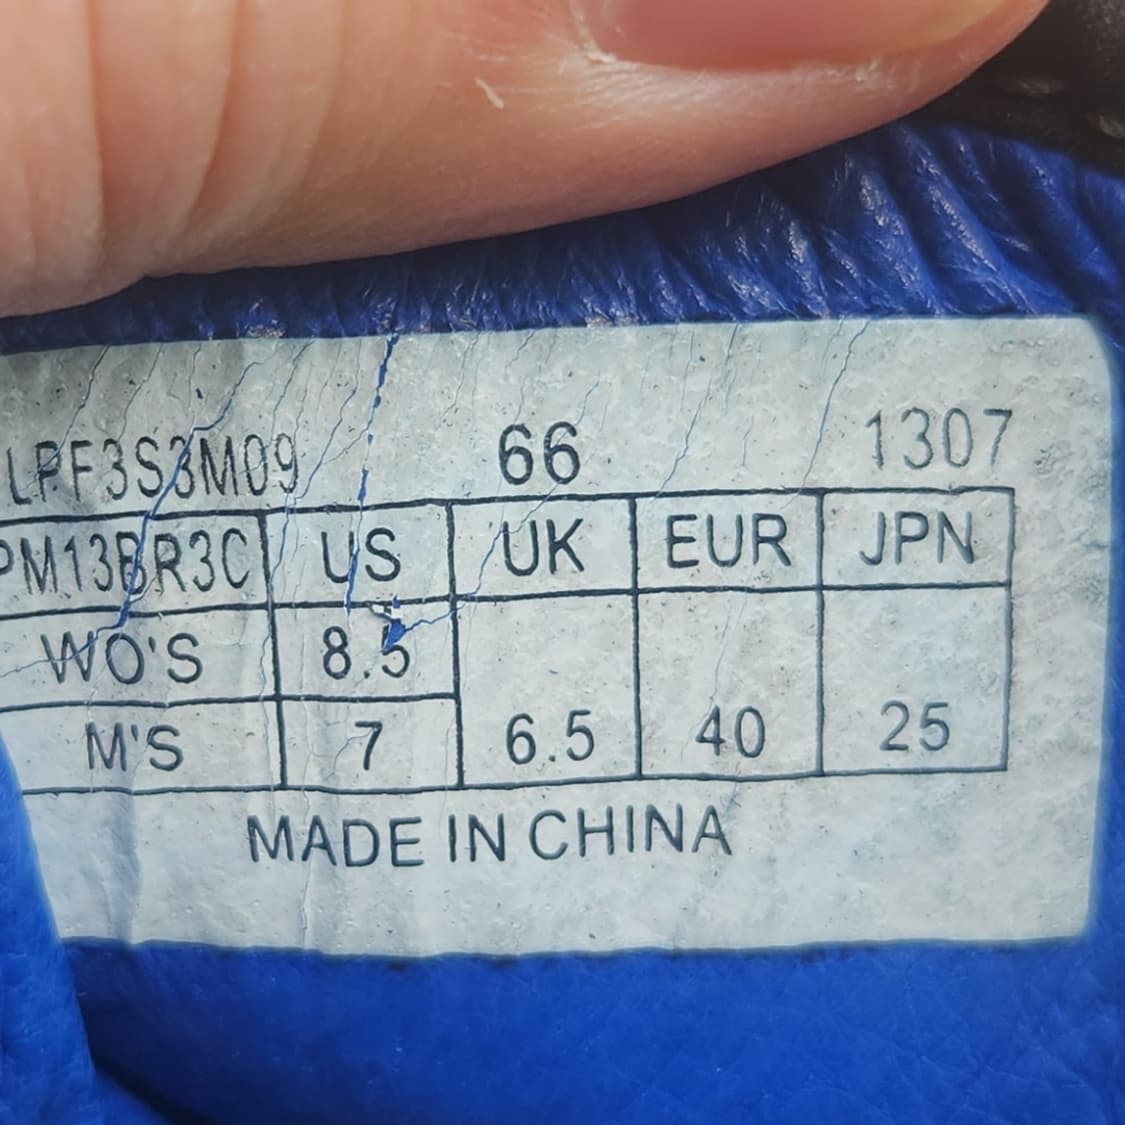 LPF3S3M09 66 1307
PM13BR3C US UK EUR JPN
WO'S 8.5
M'S 7 6.5 40 25
MADE IN CHINA